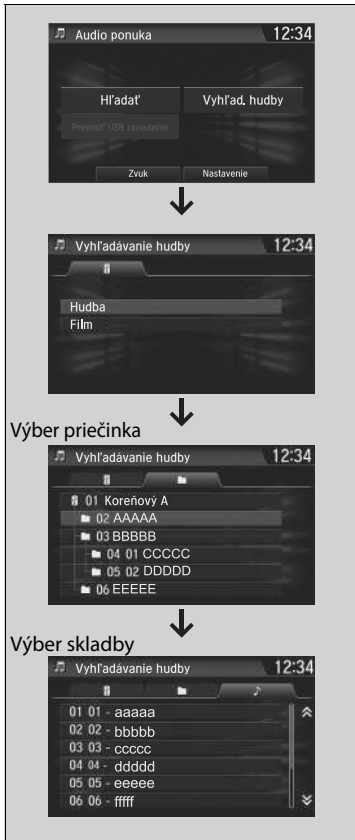 Audio ponuka 12:34
Hľadať Vyhľad. hudby
Prepnúť USB zariadenie
Zvuk Nastavenie
Vyhľadávanie hudby 12:34
Hudba
Film
Výber priečinka
Vyhľadávanie hudby 12:34
01 Koreňový A
02 AAAAA
03 BBBBB
04 01 CCCCC
05 02 DDDDD
06 EEEEE
Výber skladby
Vyhľadávanie hudby 12:34
01 01 - aaaaa
02 02 - bbbbb
03 03 - ccccc
04 04 - ddddd
05 05 - eeeee
06 06 - fffff